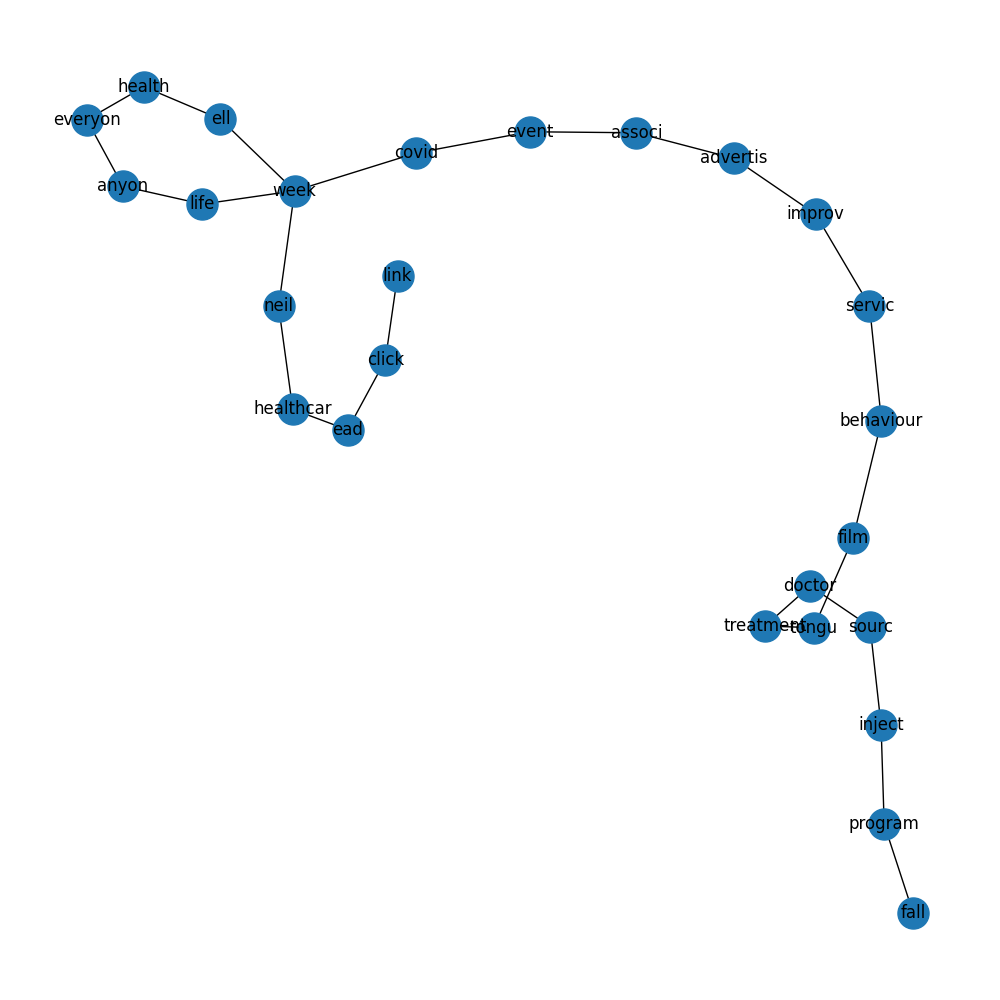 health
everyon
ell
event
associ
covid
advertis
anyon
week
life
improv
link
neil
servic
click
healthcar
behaviour
ead
film
doctor
treatment
tongu
sourc
inject
program
fall